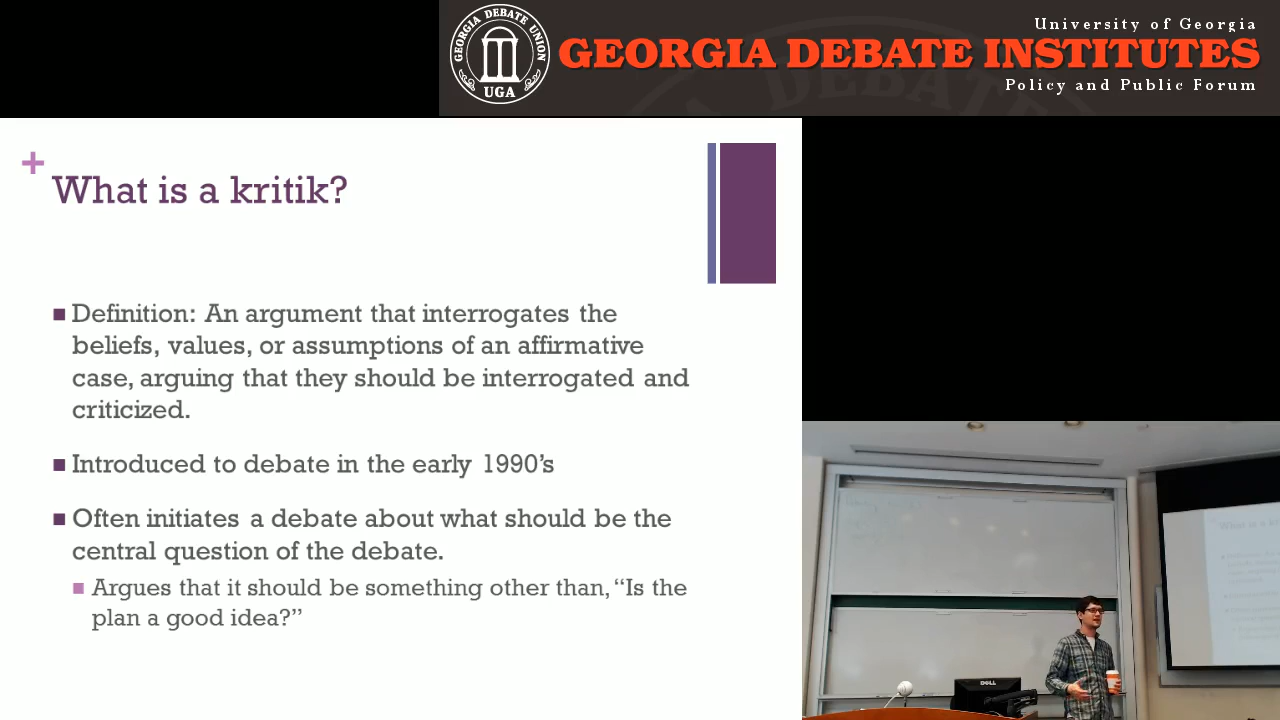 GEORGIA DEBATE UNION
UGA
University of Georgia
GEORGIA DEBATE INSTITUTES
Policy and Public Forum
+
What is a kritik?
Definition: An argument that interrogates the
beliefs, values, or assumptions of an affirmative
case, arguing that they should be interrogated and
criticized.
Introduced to debate in the early 1990's
Often initiates a debate about what should be the
central question of the debate.
Argues that it should be something other than, “Is the
plan a good idea?”
DELL